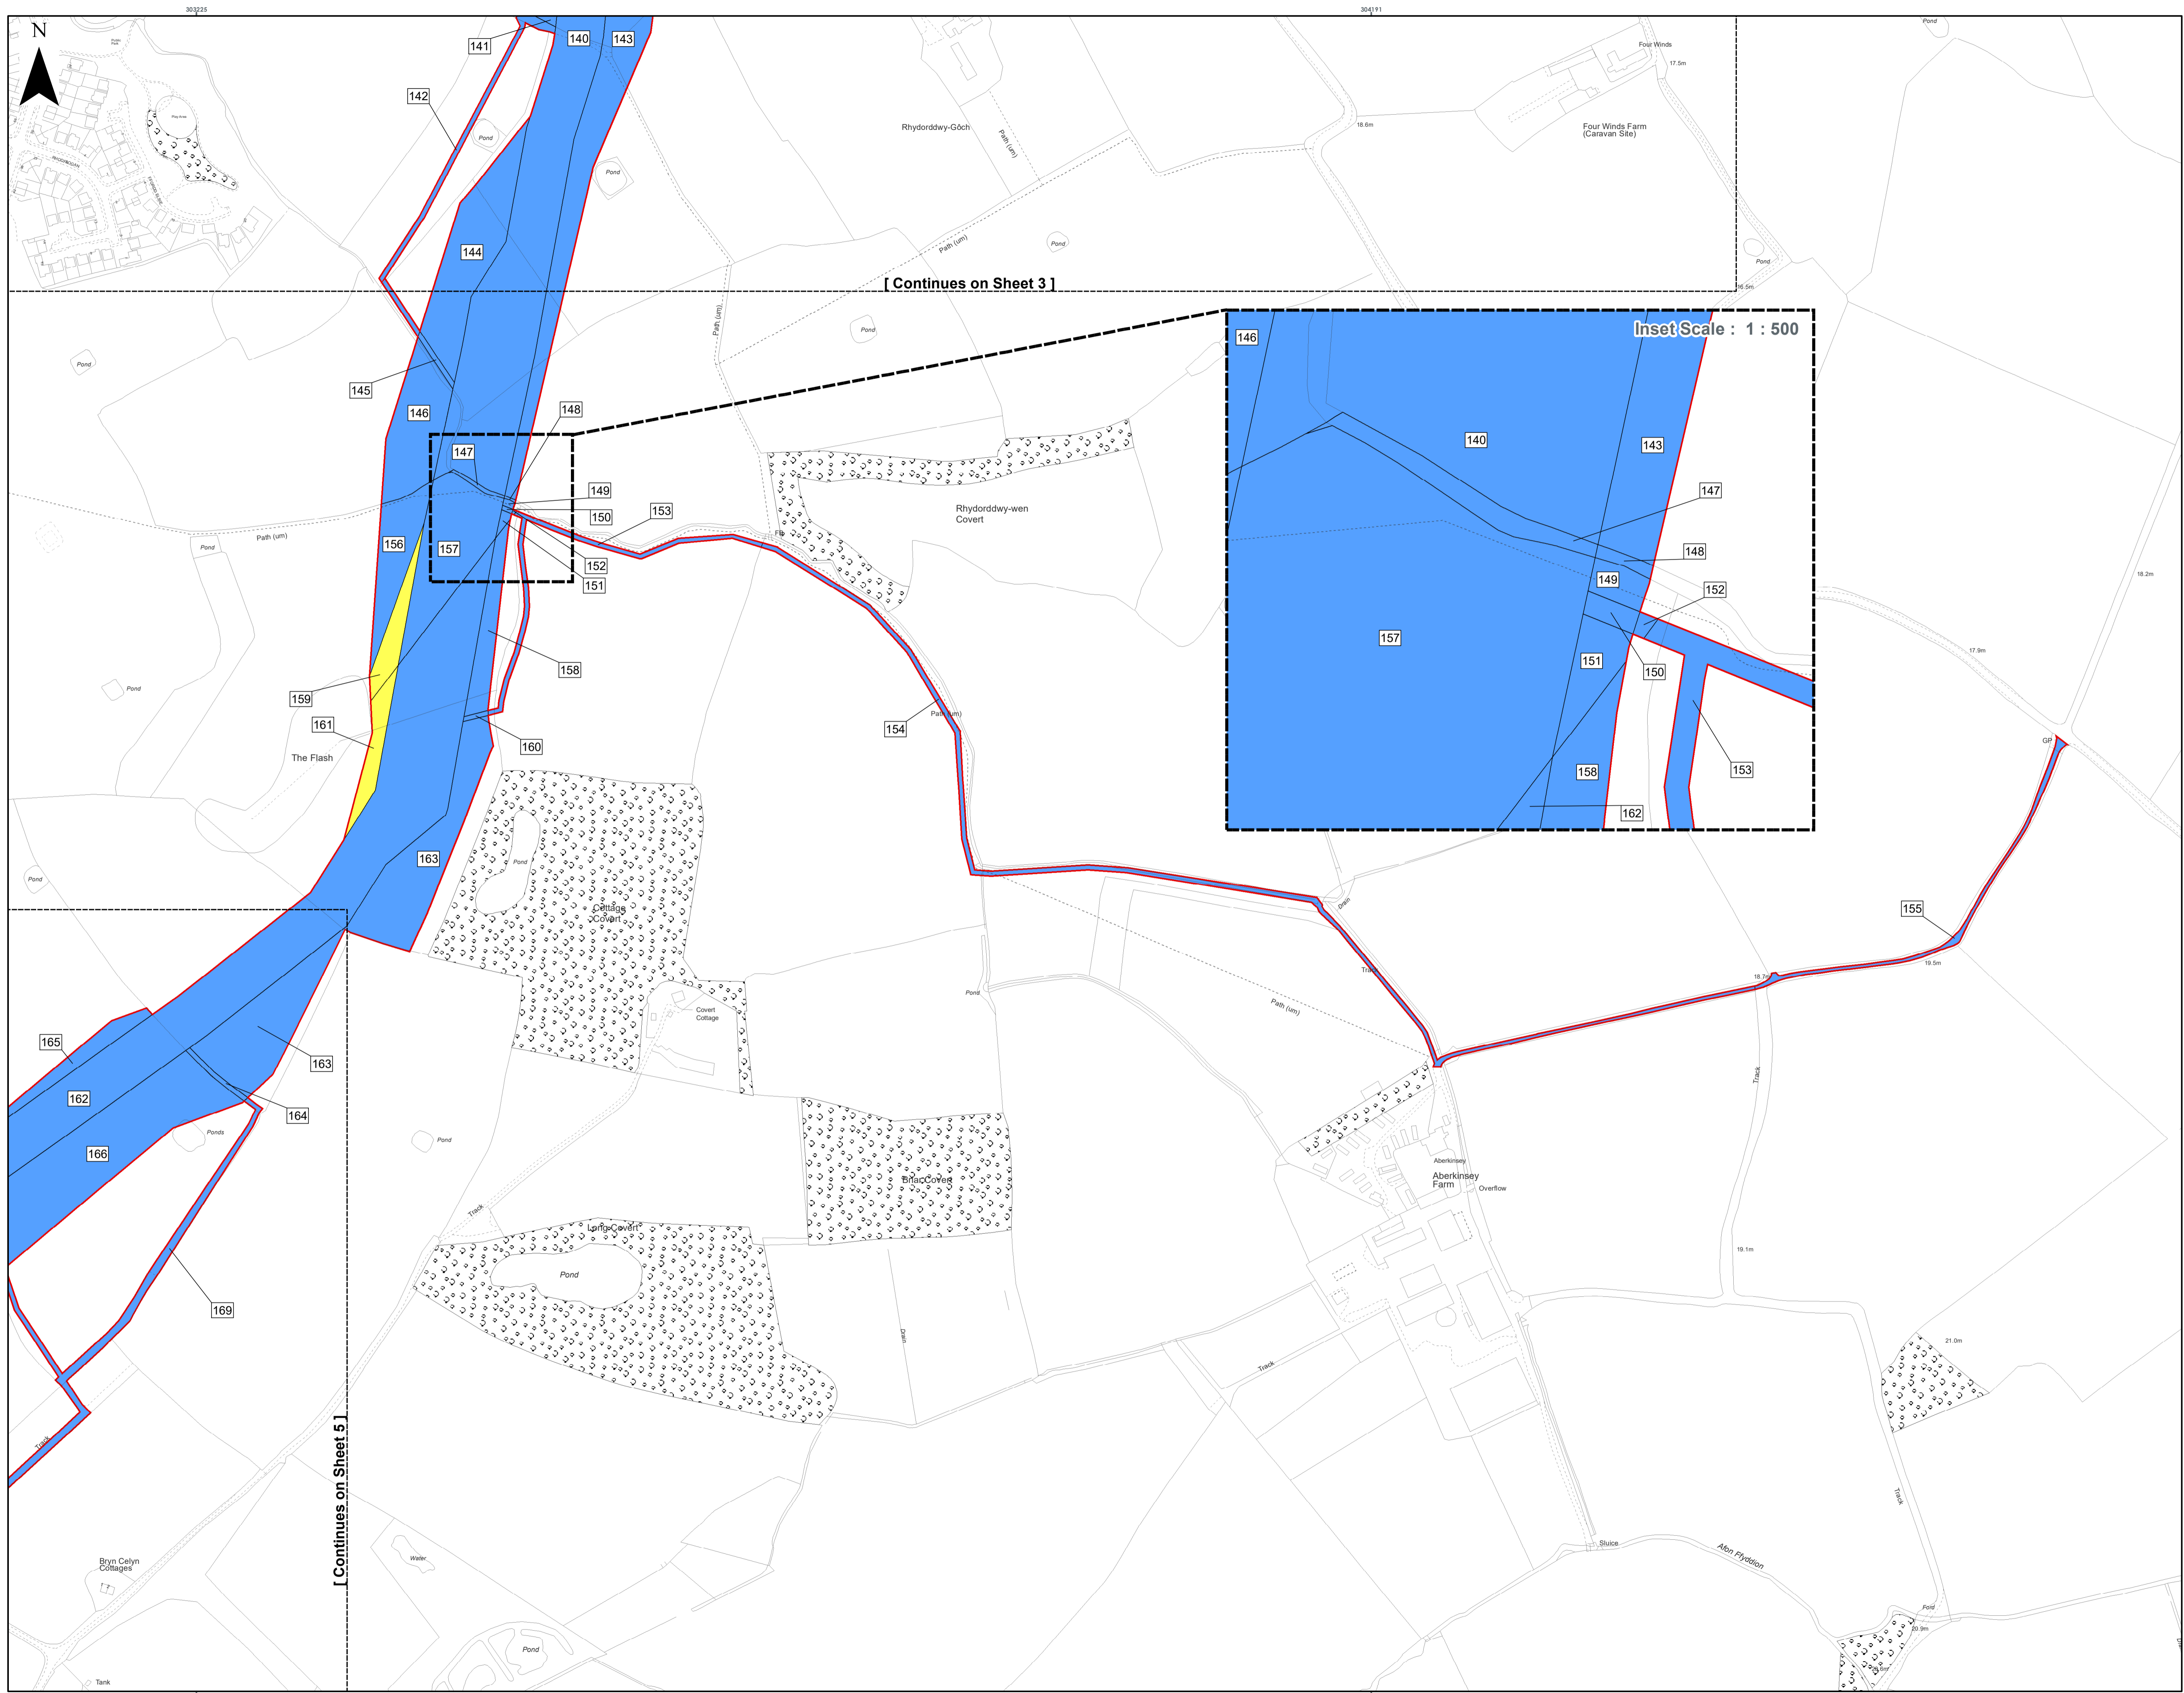 303225
304191
N
141
140
143
142
Pond
Pond
Play Area
Rhydorddwy-Gôch
Path (um)
Path (um)
Pond
Four Winds
17.5m
18.6m
Four Winds Farm
(Caravan Site)
Pond
Pond
16.5m
144
[ Continues on Sheet 3 ]
Path (um)
Pond
Pond
145
146
148
147
149
150
153
152
151
156
157
Path (um)
Pond
FB
Rhydorddwy-wen
Covert
Inset Scale : 1 : 500
146
140
143
147
148
149
152
157
151
150
153
158
162
18.2m
17.9m
GP
Pond
159
161
158
160
The Flash
154
Path (um)
163
Pond
Pond
Cottage
Covert
155
Drain
Track
18.7m
19.5m
Pond
Path (um)
Covert
Cottage
165
163
162
164
166
Ponds
Pond
Track
Briar Covert
Aberkinsey
Aberkinsey
Farm
Overflow
Track
Long Covert
Pond
19.1m
169
Drain
Track
21.0m
Track
[ Continues on Sheet 5 ]
Track
Bryn Celyn
Cottages
Water
Sluice
Afon Ffyddion
Ford
20.9m
Pond
Tank